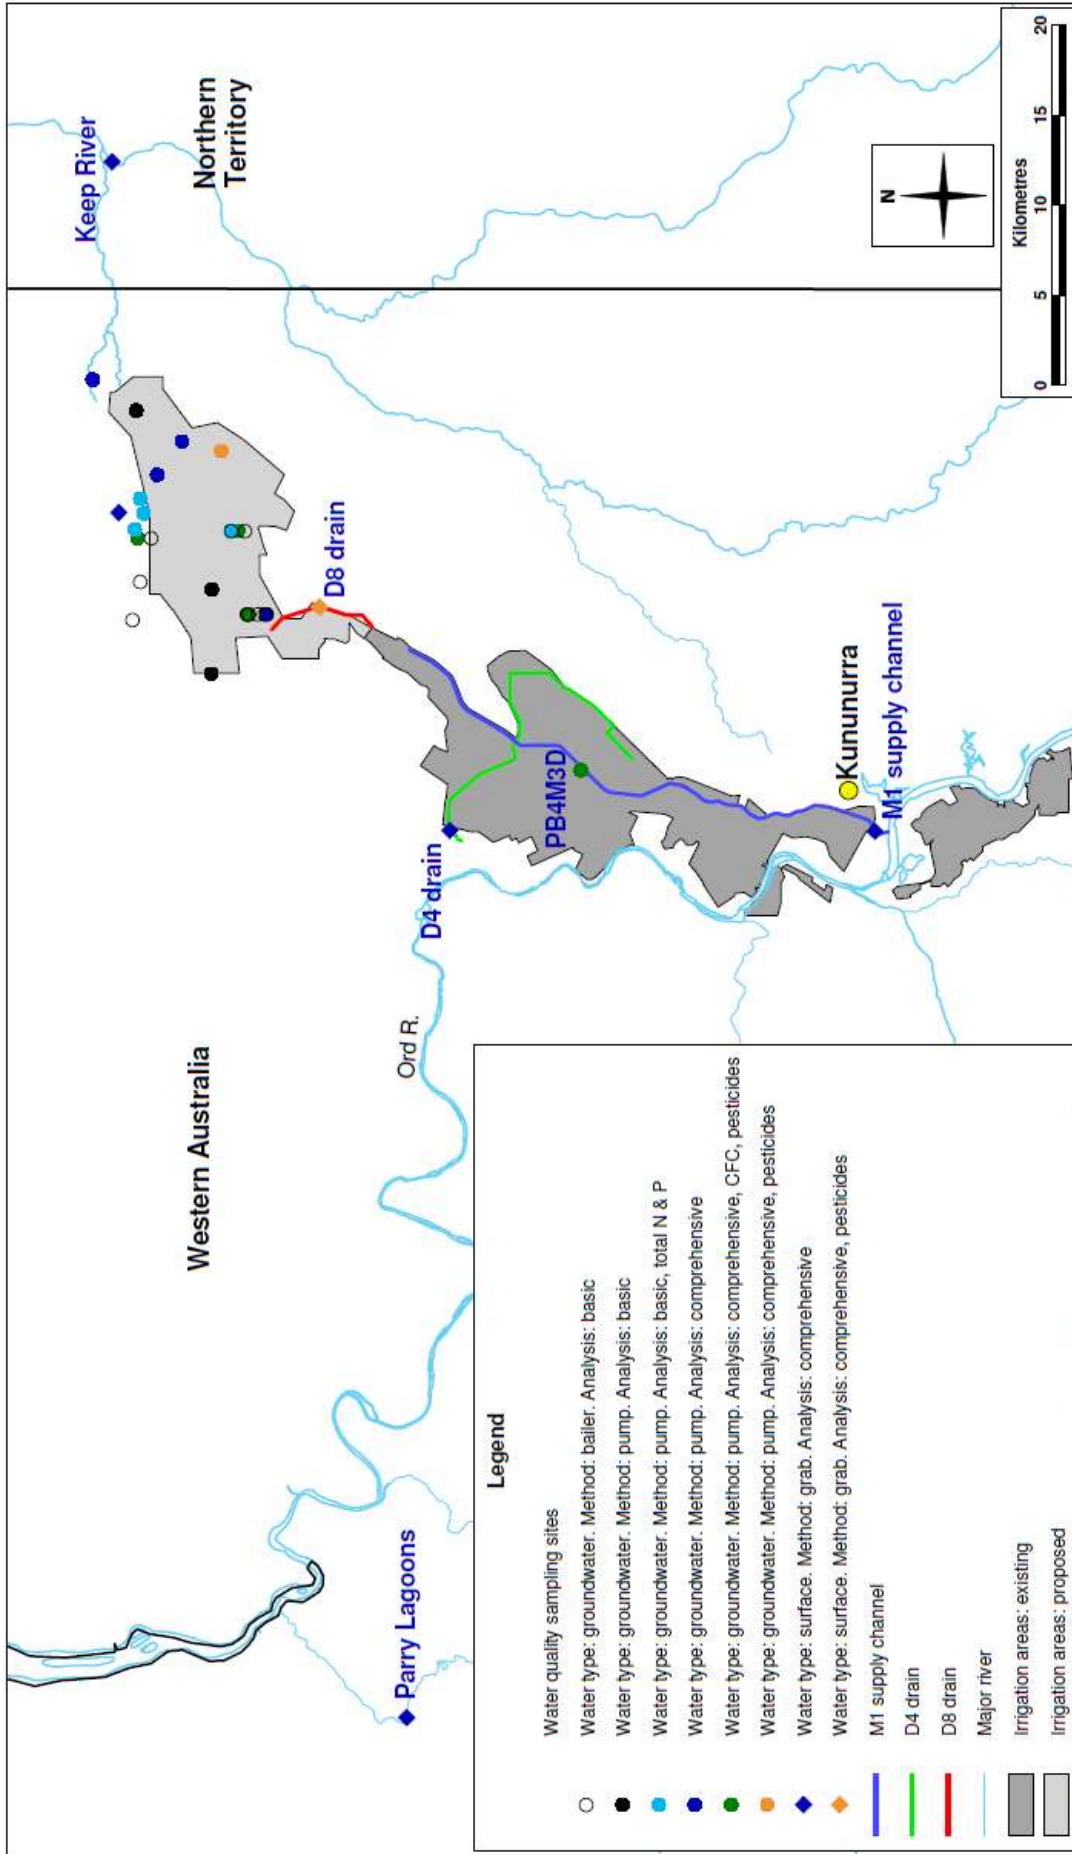 Keep River
Northern
Territory
Western Australia
D8 drain
Ord R.
D4 drain
PB4M3D
Kununurra
M1 supply channel
Parry Lagoons
N
Kilometres
0 5 10 15 20
Legend
Water quality sampling sites
Water type: groundwater. Method: bailer. Analysis: basic
Water type: groundwater. Method: pump. Analysis: basic
Water type: groundwater. Method: pump. Analysis: basic, total N & P
Water type: groundwater. Method: pump. Analysis: comprehensive
Water type: groundwater. Method: pump. Analysis: comprehensive, CFC, pesticides
Water type: groundwater. Method: pump. Analysis: comprehensive, pesticides
Water type: surface. Method: grab. Analysis: comprehensive
Water type: surface. Method: grab. Analysis: comprehensive, pesticides
M1 supply channel
D4 drain
D8 drain
Major river
Irrigation areas: existing
Irrigation areas: proposed